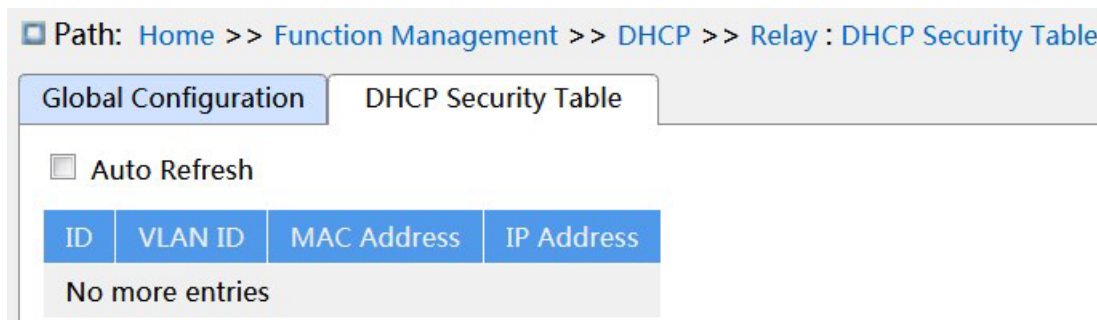 Path: Home >> Function Management >> DHCP >> Relay : DHCP Security Table
Global Configuration DHCP Security Table
Auto Refresh
ID VLAN ID MAC Address IP Address
No more entries